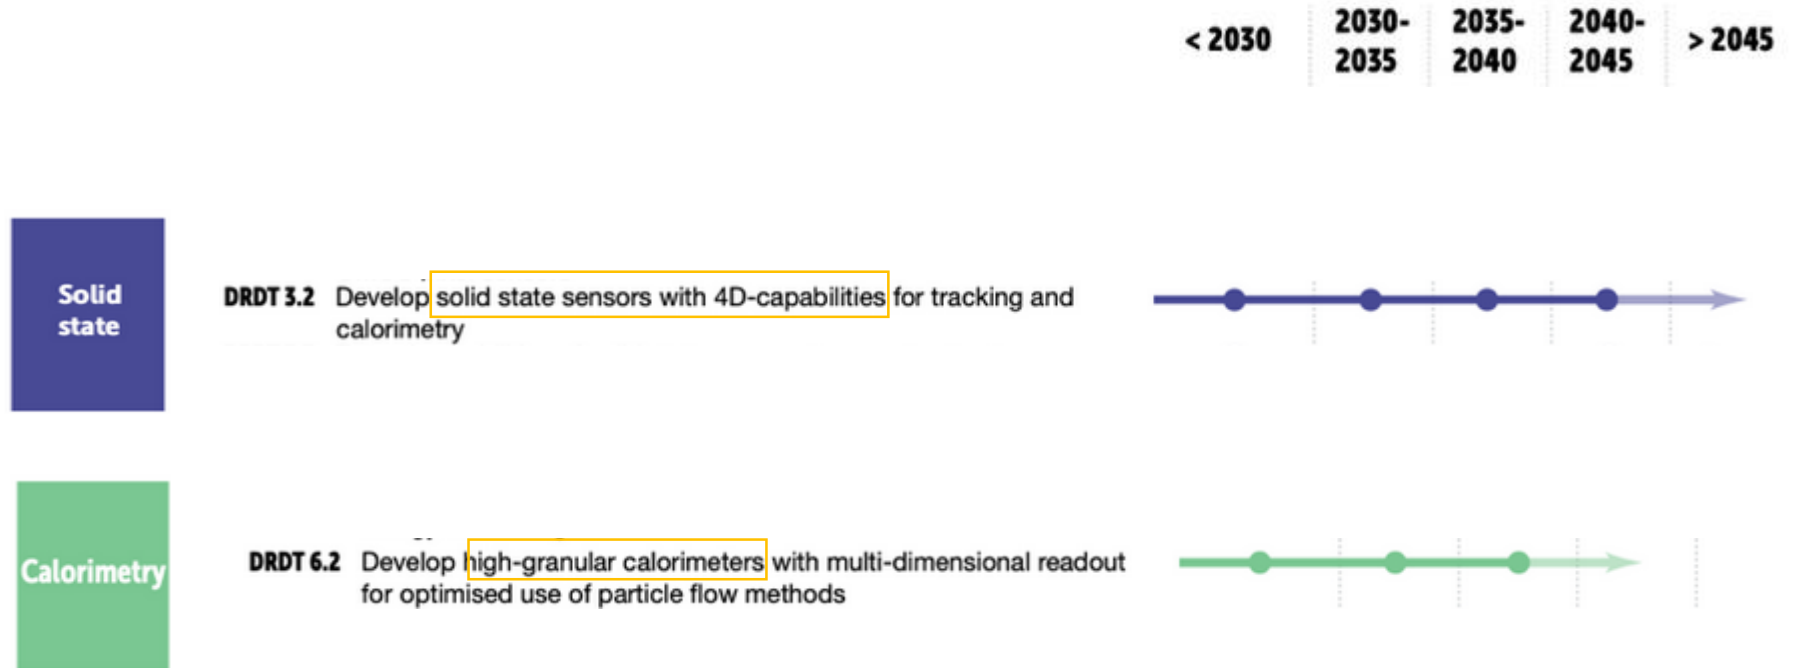 < 2030
2030-
2035
2035-
2040
2040-
2045
> 2045
Solid
state
DRDT 3.2 Develop solid state sensors with 4D-capabilities for tracking and
calorimetry
Calorimetry
DRDT 6.2 Develop high-granular calorimeters with multi-dimensional readout
for optimised use of particle flow methods